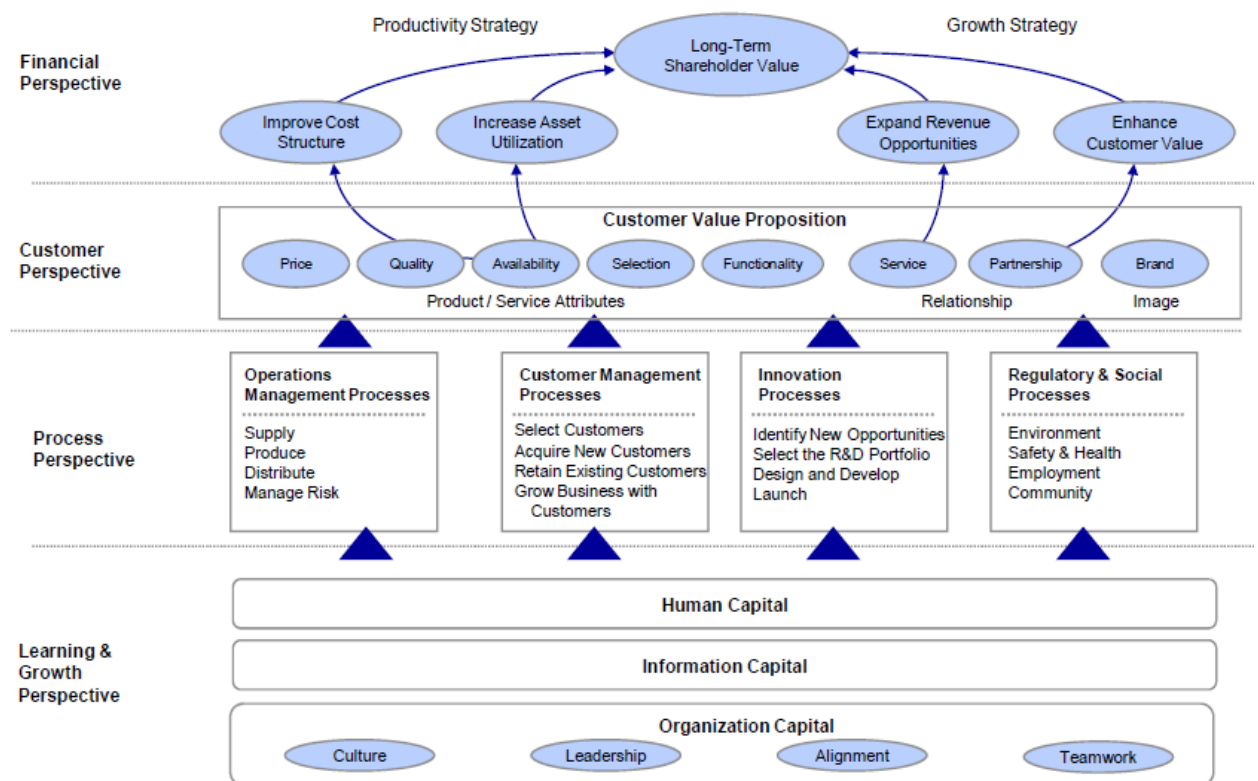 Productivity Strategy
Growth Strategy
Financial
Perspective
Long-Term
Shareholder Value
Improve Cost
Structure
Increase Asset
Utilization
Expand Revenue
Opportunities
Enhance
Customer Value
Customer
Perspective
Customer Value Proposition
Price
Quality
Availability
Selection
Functionality
Service
Partnership
Brand
Product / Service Attributes
Relationship
Image
Process
Perspective
Operations
Management Processes
Supply
Produce
Distribute
Manage Risk
Customer Management
Processes
Select Customers
Acquire New Customers
Retain Existing Customers
Grow Business with
Customers
Innovation
Processes
Identify New Opportunities
Select the R&D Portfolio
Design and Develop
Launch
Regulatory & Social
Processes
Environment
Safety & Health
Employment
Community
Learning &
Growth
Perspective
Human Capital
Information Capital
Organization Capital
Culture
Leadership
Alignment
Teamwork